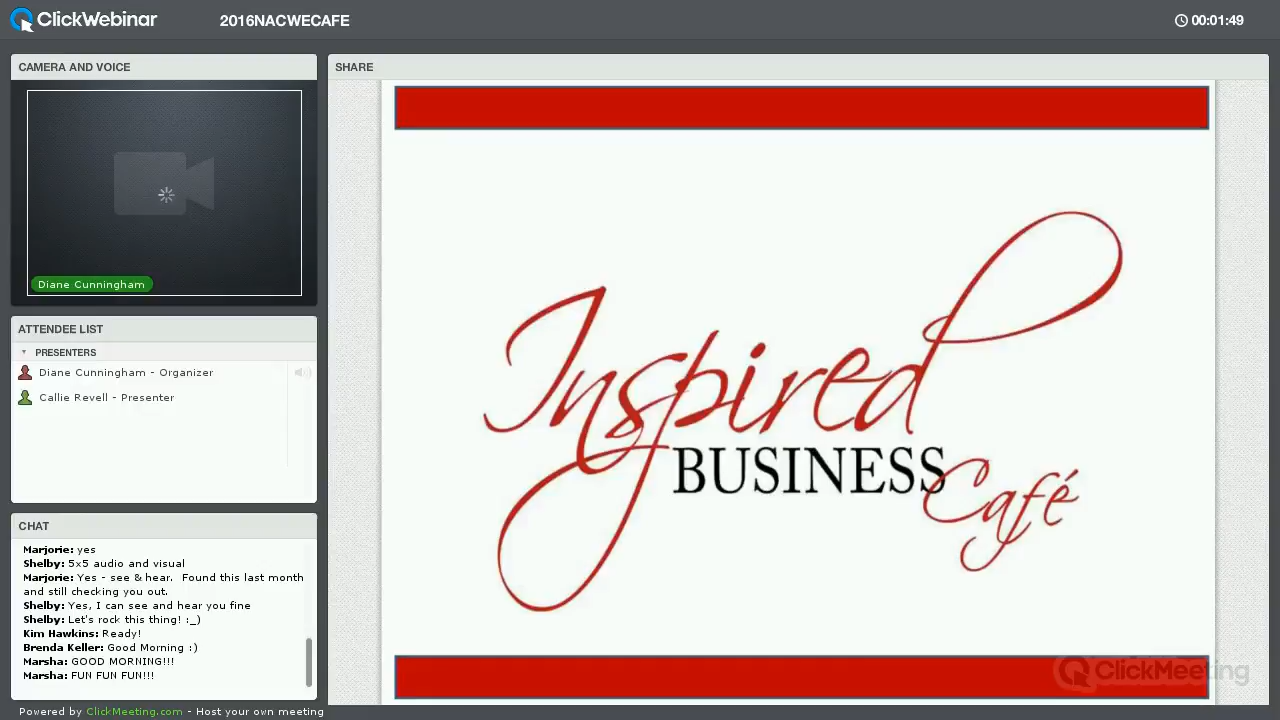 ClickWebinar
2016NACWECAFE
00:01:49
CAMERA AND VOICE
SHARE
Diane Cunningham
ATTENDEE LIST
PRESENTERS
Diane Cunningham - Organizer
Callie Revell - Presenter
CHAT
Marjorie: yes
Shelby: 5x5 audio and visual
Marjorie: Yes - see & hear. Found this last month
and still checking you out.
Shelby: Yes, I can see and hear you fine
Shelby: Let's rock this thing! :_)
Kim Hawkins: Ready!
Brenda Keller: Good Morning :)
Marsha: GOOD MORNING!!!
Marsha: FUN FUN FUN!!!
Powered by ClickMeeting.com - Host your own meeting
Inspired
BUSINESS
Café
ClickMeeting